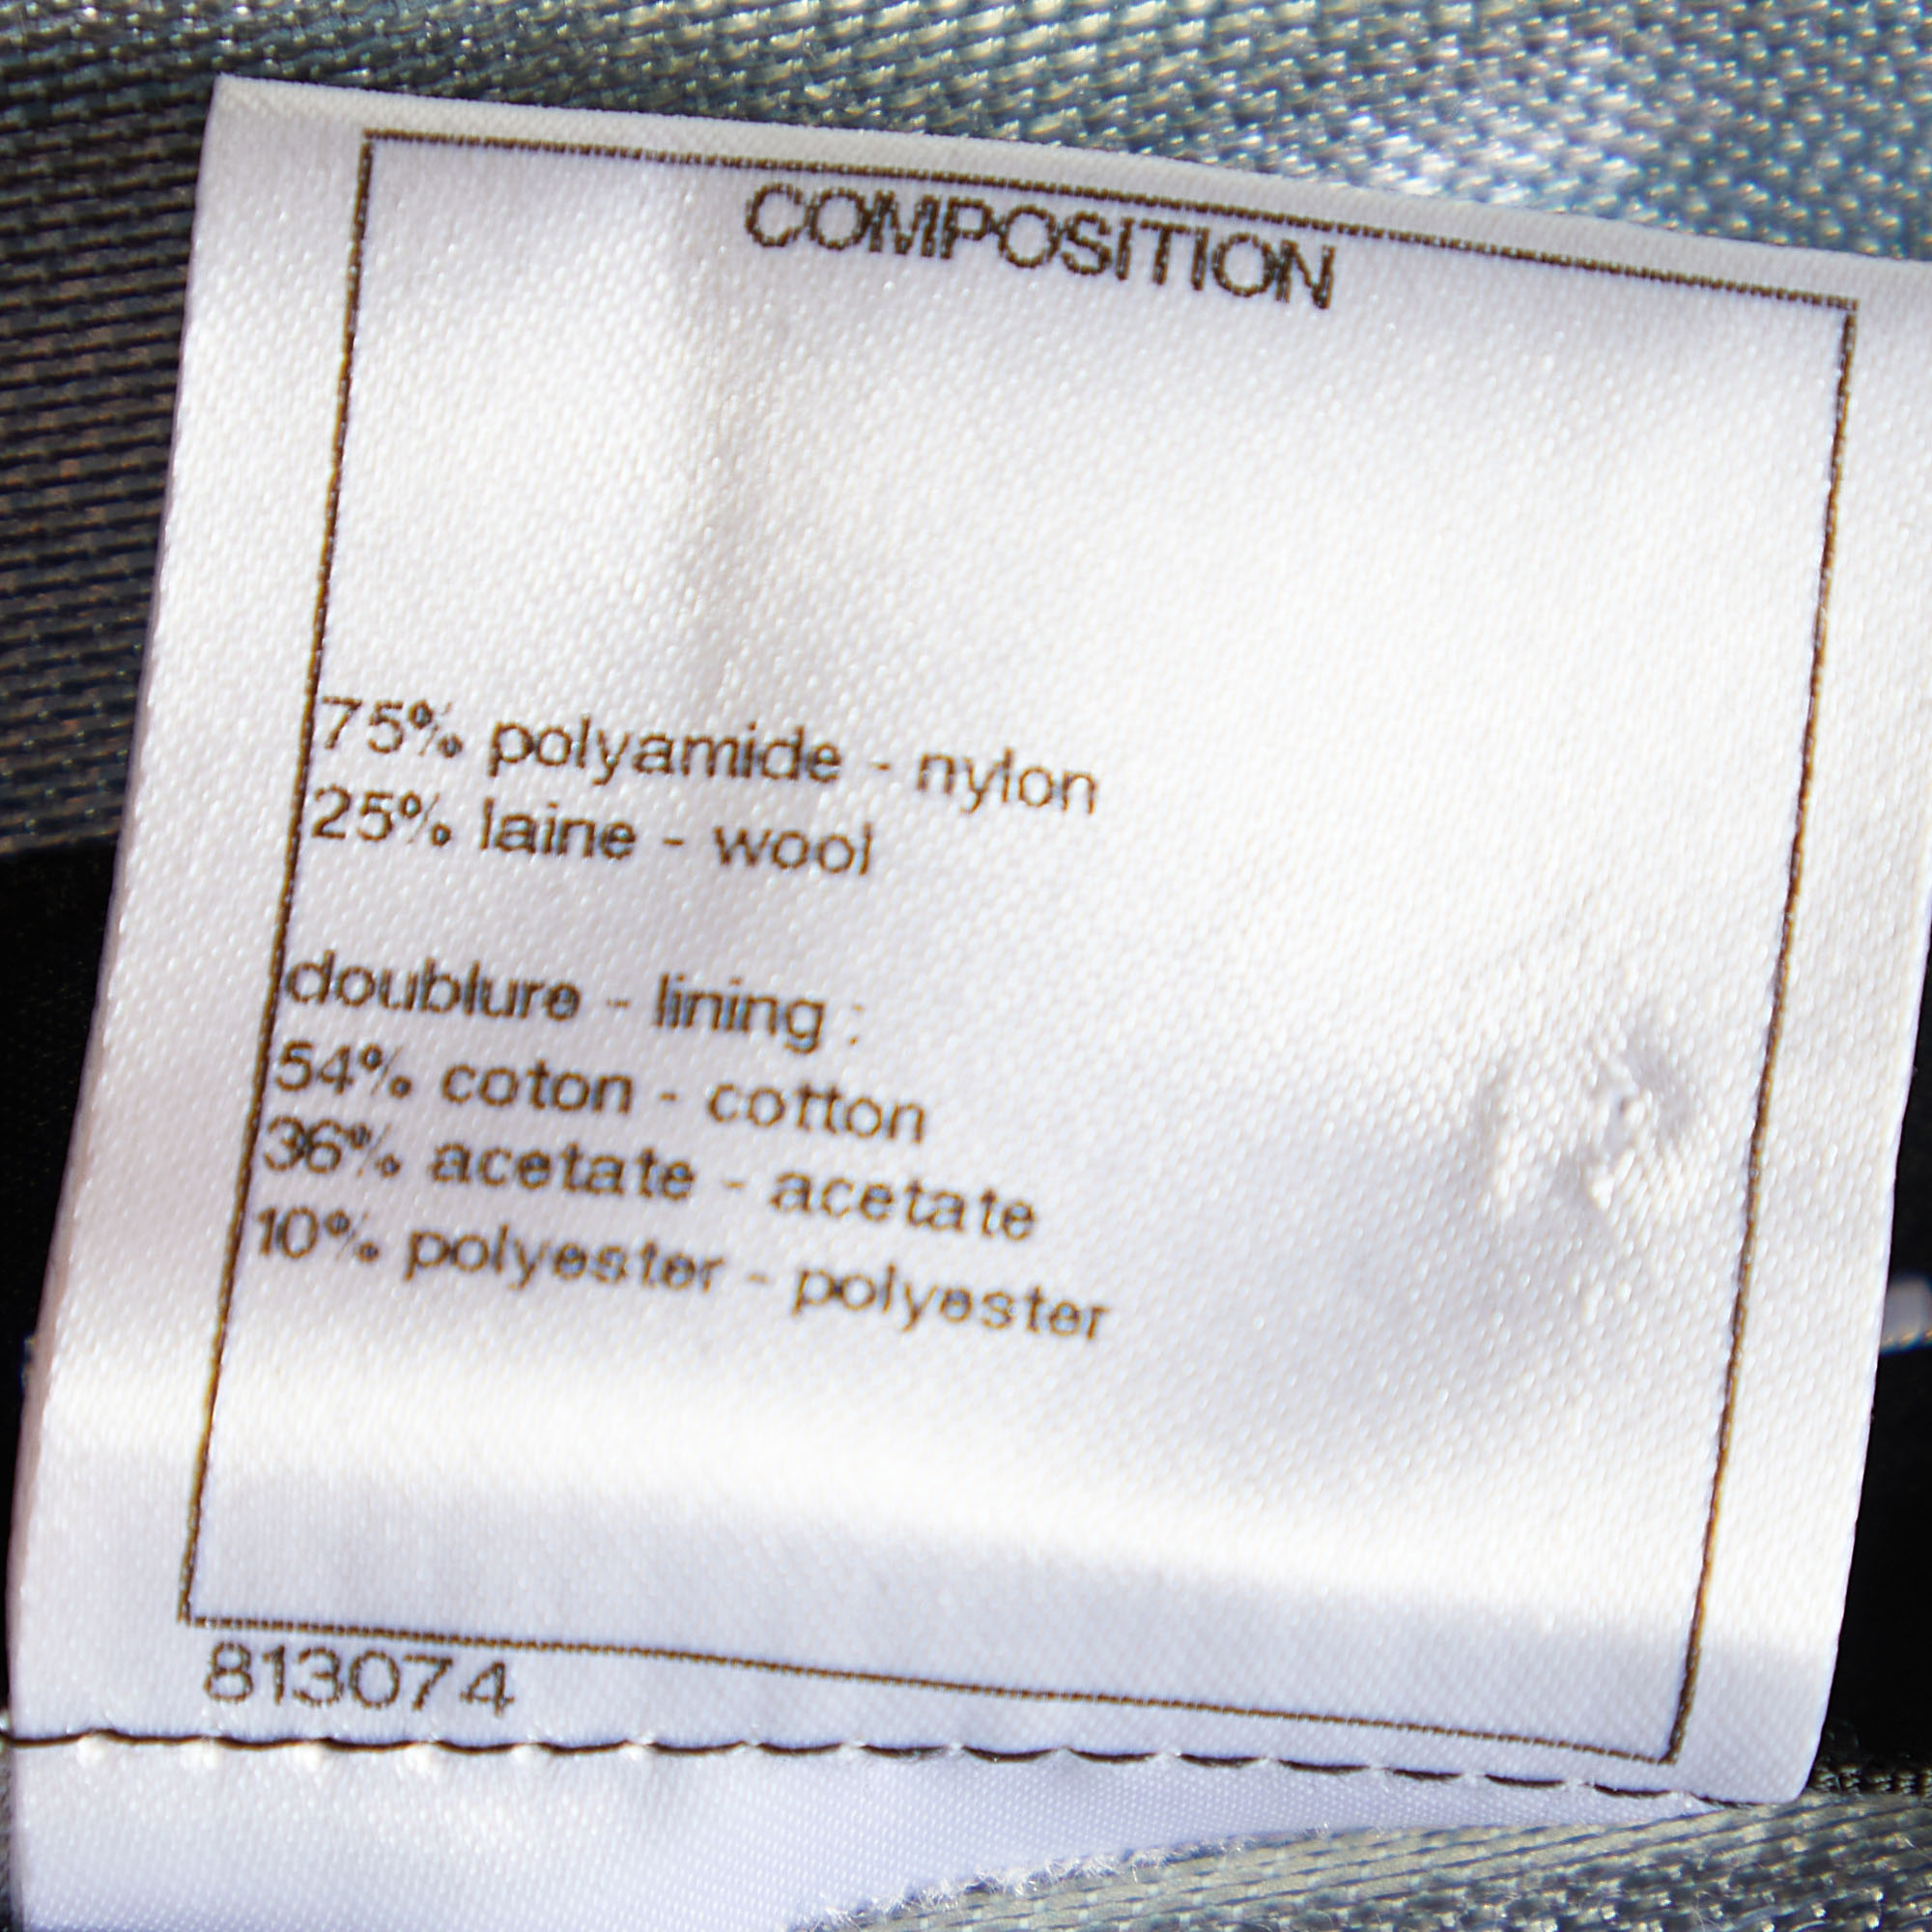 COMPOSITION
75% polyamide - nylon
25% laine - wool
doublure - lining :
54% coton - cotton
36% acetate - acetate
10% polyester - polyester
813074